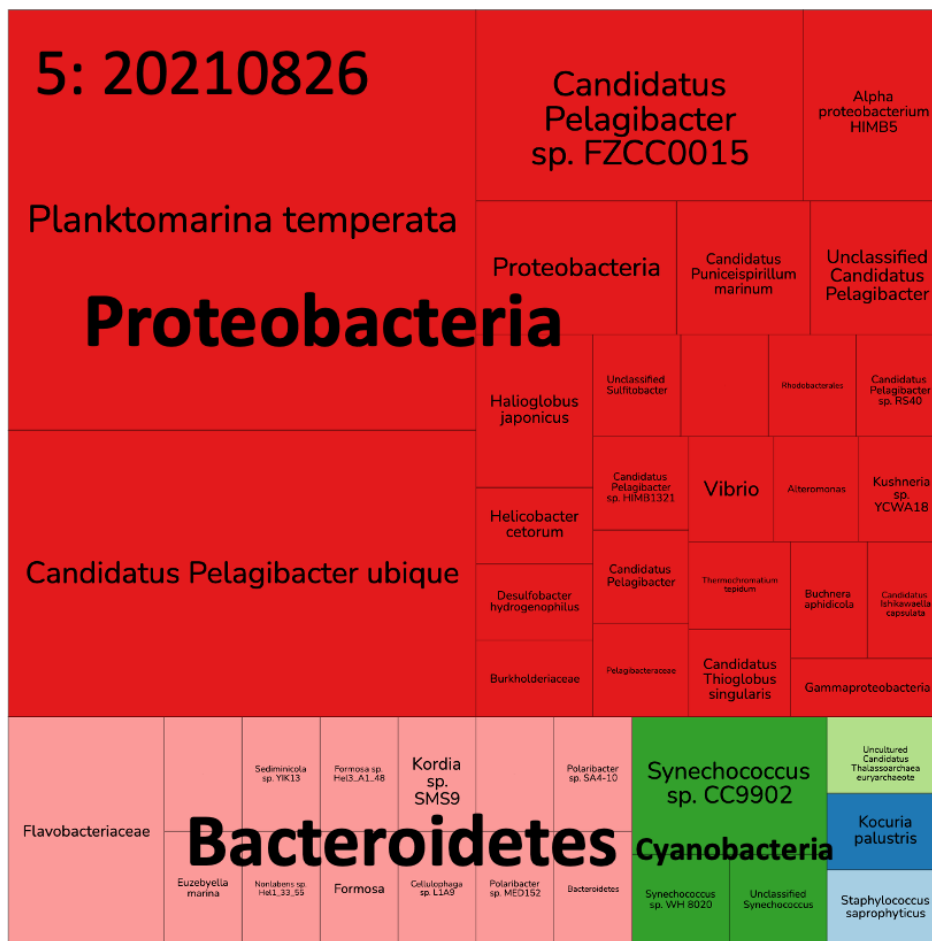 5: 20210826
Planktomarina temperata
Proteobacteria
Candidatus Pelagibacter ubique
Candidatus
Pelagibacter
sp. FZCC0015
Alpha
proteobacterium
HIMB5
Proteobacteria
Candidatus
Puniceispirillum
marinum
Unclassified
Candidatus
Pelagibacter
Halioglobus
japonicus
Unclassified
Sulfitobacter
Rhodobacterales
Candidatus
Pelagibacter
sp. RS40
Candidatus
Pelagibacter
sp. HIMB1321
Vibrio
Alteromonas
Kushneria
sp.
YCWA18
Helicobacter
cetorum
Candidatus
Pelagibacter
Thermochromatium
tepidum
Buchnera
aphidicola
Candidatus
Ishikawaella
capsulata
Desulfobacter
hydrogenophilus
Burkholderiaceae
Pelagibacteraceae
Candidatus
Thioglobus
singularis
Gammaproteobacteria
Flavobacteriaceae
Sediminicola
sp. YIK13
Formosa sp.
Hel3_A1_48
Kordia
sp.
SMS9
Polaribacter
sp. SA4-10
Bacteroidetes
Euzebyella
marina
Nonlabens sp.
Hel1_33_55
Formosa
Cellulophaga
sp. L1A9
Polaribacter
sp. MED152
Bacteroidetes
Synechococcus
sp. CC9902
Cyanobacteria
Synechococcus
sp. WH 8020
Unclassified
Synechococcus
Uncultured
Candidatus
Thalassoarchaea
euryarchaeote
Kocuria
palustris
Staphylococcus
saprophyticus